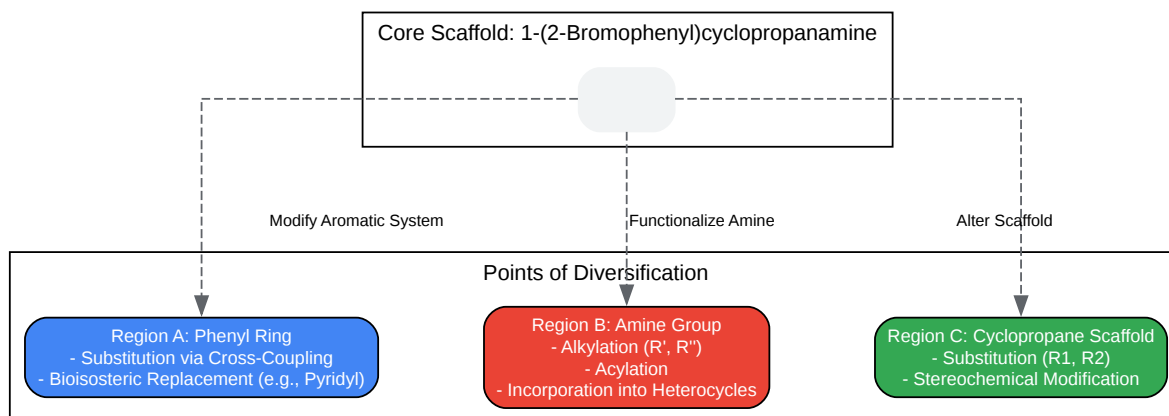 Core Scaffold: 1-(2-Bromophenyl)cyclopropanamine
Modify Aromatic System
Functionalize Amine
Alter Scaffold
Points of Diversification
Region A: Phenyl Ring
- Substitution via Cross-Coupling
- Bioisosteric Replacement (e.g., Pyridyl)
Region B: Amine Group
- Alkylation (R', R'')
- Acylation
- Incorporation into Heterocycles
Region C: Cyclopropane Scaffold
- Substitution (R1, R2)
- Stereochemical Modification